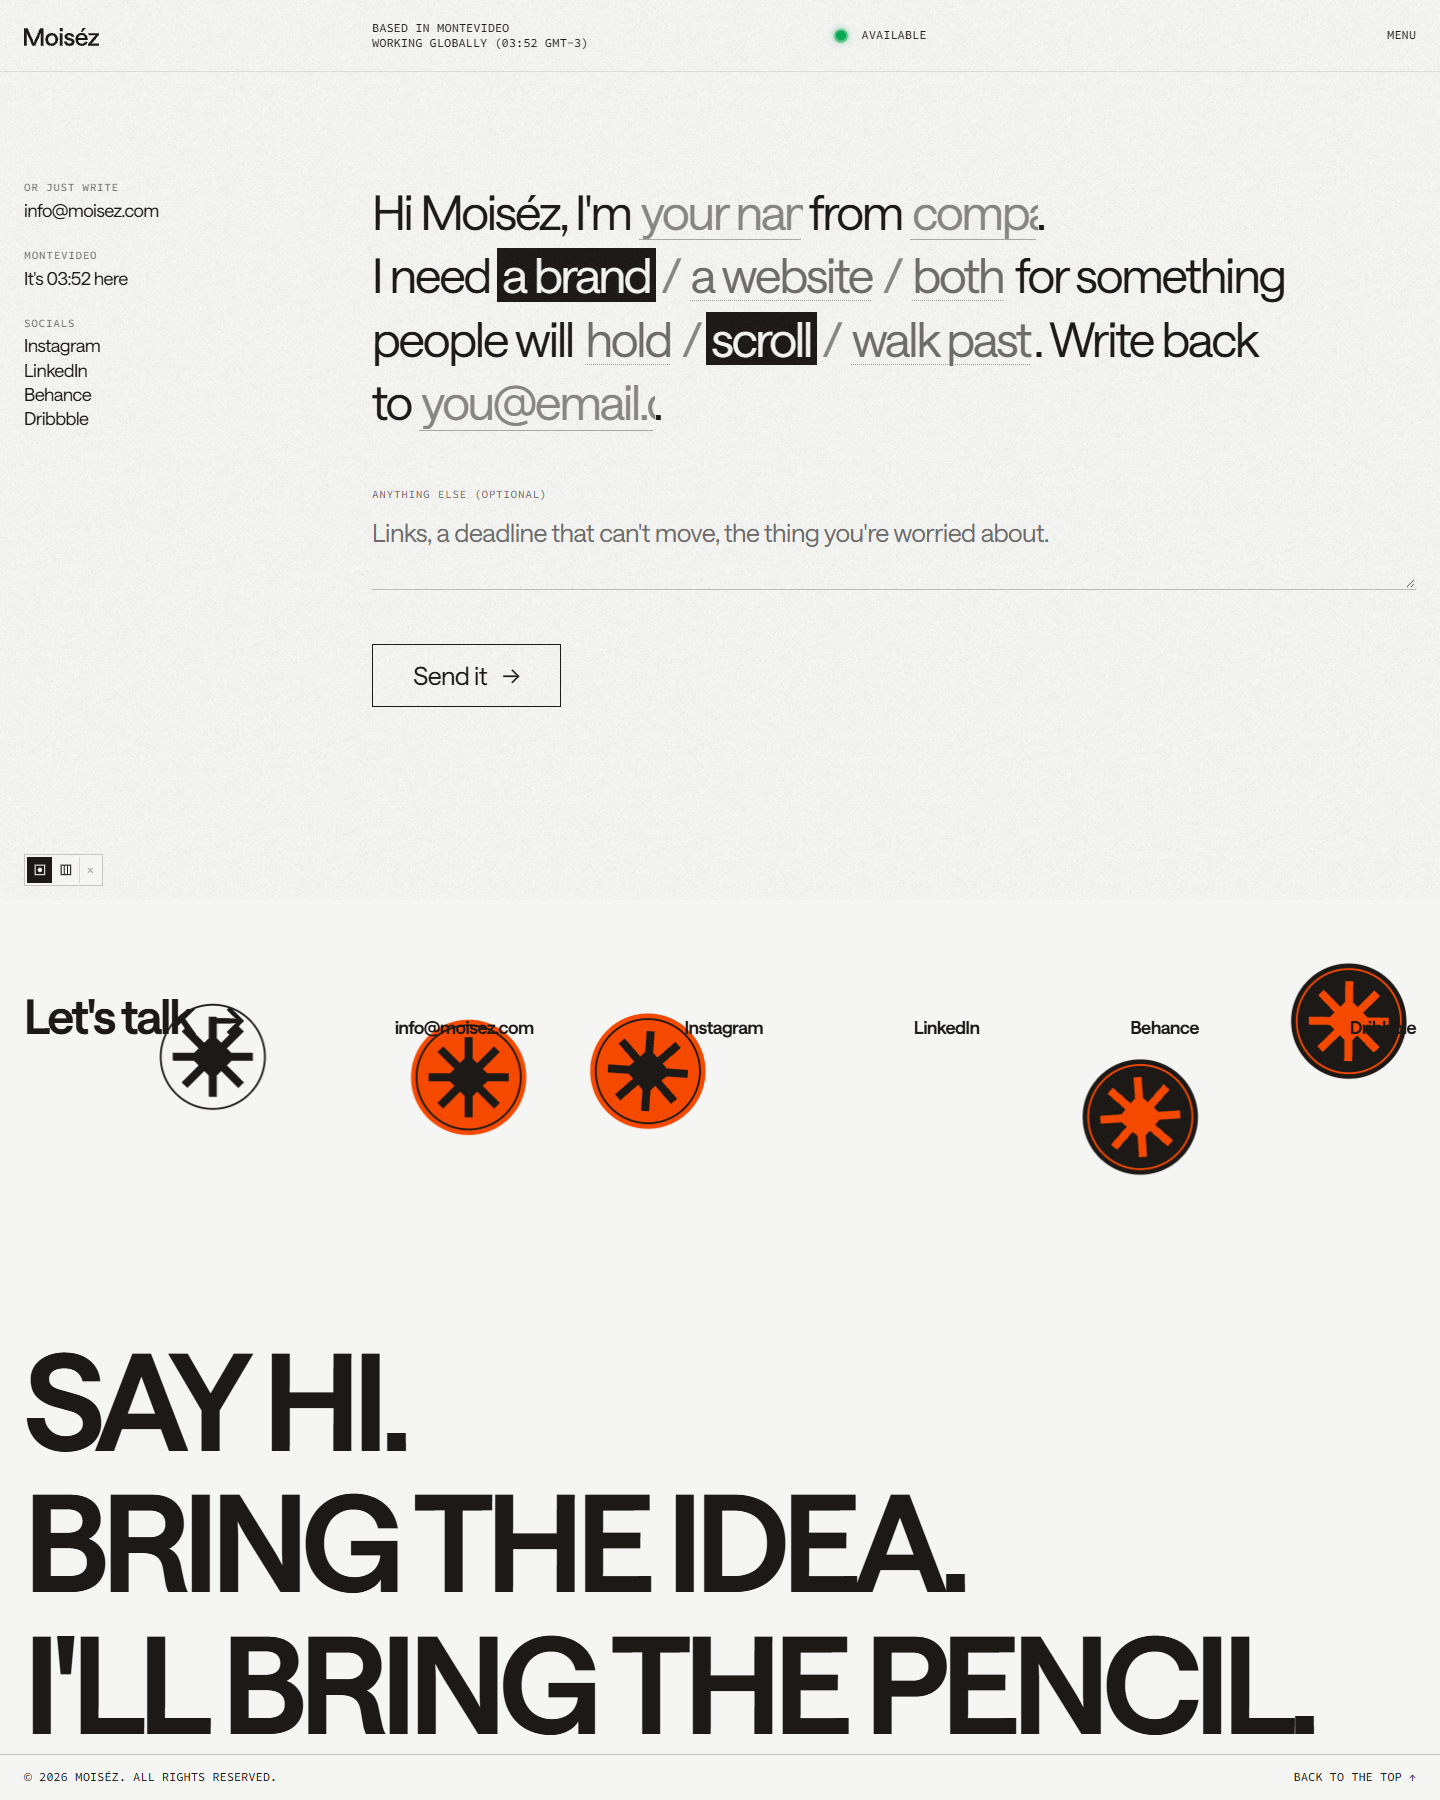 Moiséz
BASED IN MONTEVIDEO
WORKING GLOBALLY (03:52 GMT-3)
AVAILABLE
MENU
OR JUST WRITE
info@moisez.com
MONTEVIDEO
It's 03:52 here
SOCIALS
Instagram
LinkedIn
Behance
Dribbble
Hi Moiséz, I'm your nar from compa.
I need a brand / a website / both for something
people will hold / scroll / walk past. Write back
to you@email.c.
ANYTHING ELSE (OPTIONAL)
Links, a deadline that can't move, the thing you're worried about.
Send it →
Let's talk
info@moisez.com
Instagram
LinkedIn
Behance
Dribbble
SAY HI.
BRING THE IDEA.
I'LL BRING THE PENCIL.
© 2026 MOISÉZ. ALL RIGHTS RESERVED.
BACK TO THE TOP ↑